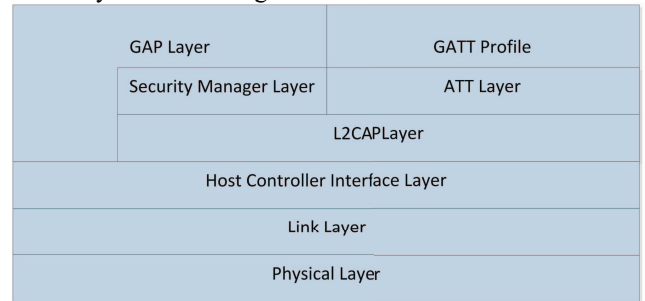 GAP Layer GATT Profile
Security Manager Layer ATT Layer
L2CAPLayer
Host Controller Interface Layer
Link Layer
Physical Layer